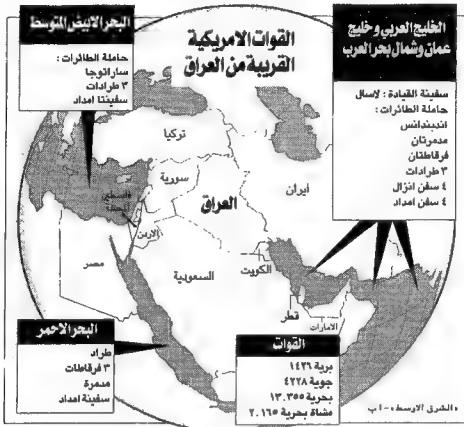 القوات الامريكية
القريبة من العراق
الخليج العربي وخليج
عمان وشمال بحر العرب
سفينة القيادة : لاسال
حاملة الطائرات :
اندبندانس
مدمرتان
فرقاطتان
٣ طرادات
٤ سفن انزال
٤ سفن امداد
البحر الابيض المتوسط
حاملة الطائرات :
ساراتوجا
٣ طرادات
سفينتا امداد
تركيا
سورية
ايران
العراق
فلسطين
الاردن
مصر
السعودية
الكويت
قطر
الامارات
البحر الاحمر
طراد
٣ فرقاطات
مدمرة
سفينة امداد
القوات
برية ١٤٢٦
جوية ٤٢٢٨
بحرية ١٣.٣٥٥
مشاة بحرية ٢.١٦٥
«الشرق الاوسط» - ا ب